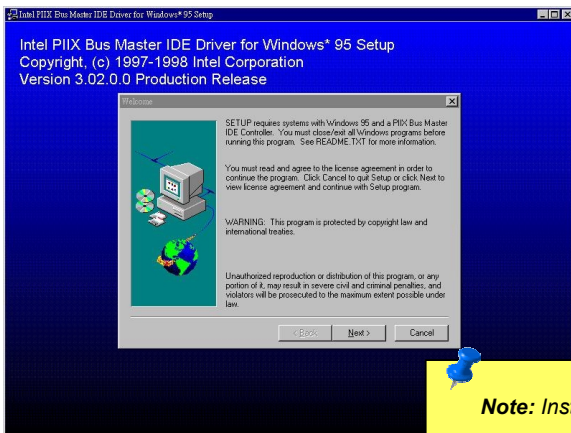 Intel PIIX Bus Master IDE Driver for Windows* 95 Setup
Intel PIIX Bus Master IDE Driver for Windows* 95 Setup
Copyright, (c) 1997-1998 Intel Corporation
Version 3.02.0.0 Production Release
Welcome
SETUP requires systems with Windows 95 and a PIIX Bus Master
IDE Controller. You must close/exit all Windows programs before
running this program. See README.TXT for more information.
You must read and agree to the license agreement in order to
continue the program. Click Cancel to quit Setup or click Next to
view license agreement and continue with Setup program.
WARNING: This program is protected by copyright law and
international treaties.
Unauthorized reproduction or distribution of this program, or any
portion of it, may result in severe civil and criminal penalties, and
violators will be prosecuted to the maximum extent possible under
law.
< Back Next > Cancel
Note: Inst